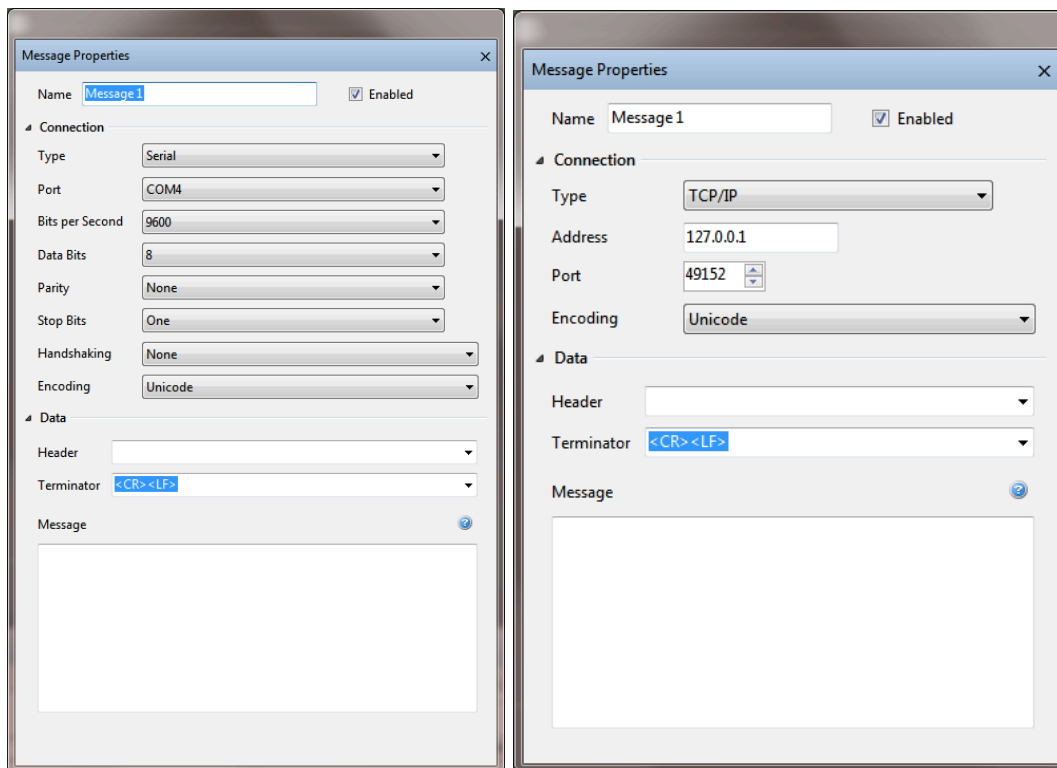 Message Properties
Name Message 1 Enabled
Connection
Type Serial
Port COM4
Bits per Second 9600
Data Bits 8
Parity None
Stop Bits One
Handshaking None
Encoding Unicode
Data
Header
Terminator <CR><LF>
Message
Message Properties
Name Message 1 Enabled
Connection
Type TCP/IP
Address 127.0.0.1
Port 49152
Encoding Unicode
Data
Header
Terminator <CR><LF>
Message